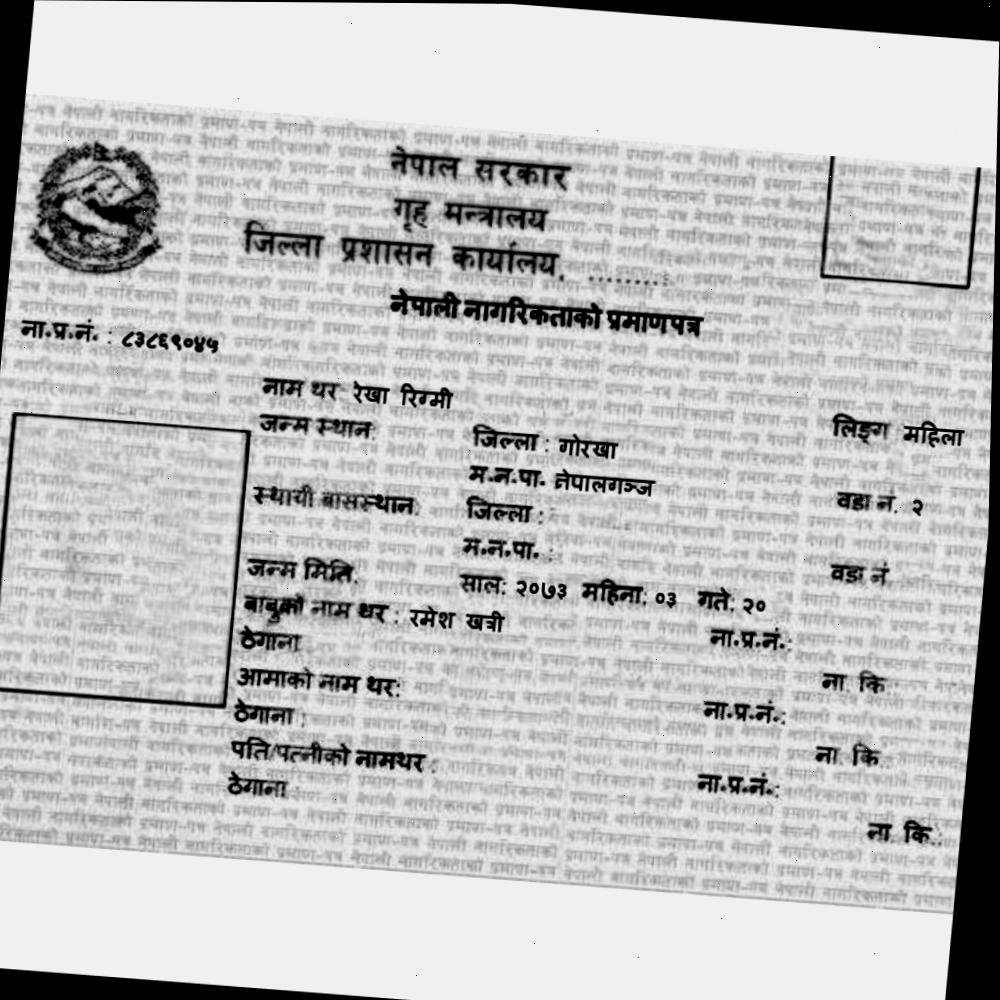 नेपाल सरकार
गृह मन्त्रालय
जिल्ला प्रशासन कार्यालय, .........
नेपाली नागरिकताको प्रमाणपत्र
ना.प्र.नं. : ८३८६९०४५
नाम थर: रेखा रिग्मी
लिङ्ग महिला
जन्म स्थान: जिल्ला : गोरखा
म.न.पा. नेपालगञ्ज वडा नं. २
स्थायी बासस्थान: जिल्ला :
म.न.पा. : वडा नं
जन्म मिति: साल: २०७३ महिना: ०३ गते: २०
बाबुको नाम थर : रमेश खत्री ना.प्र.नं.:
ठेगाना ना. कि.:
आमाको नाम थर: ना.प्र.नं.:
ठेगाना : ना. कि.:
पति/पत्नीको नामथर : ना.प्र.नं.:
ठेगाना : ना. कि.: